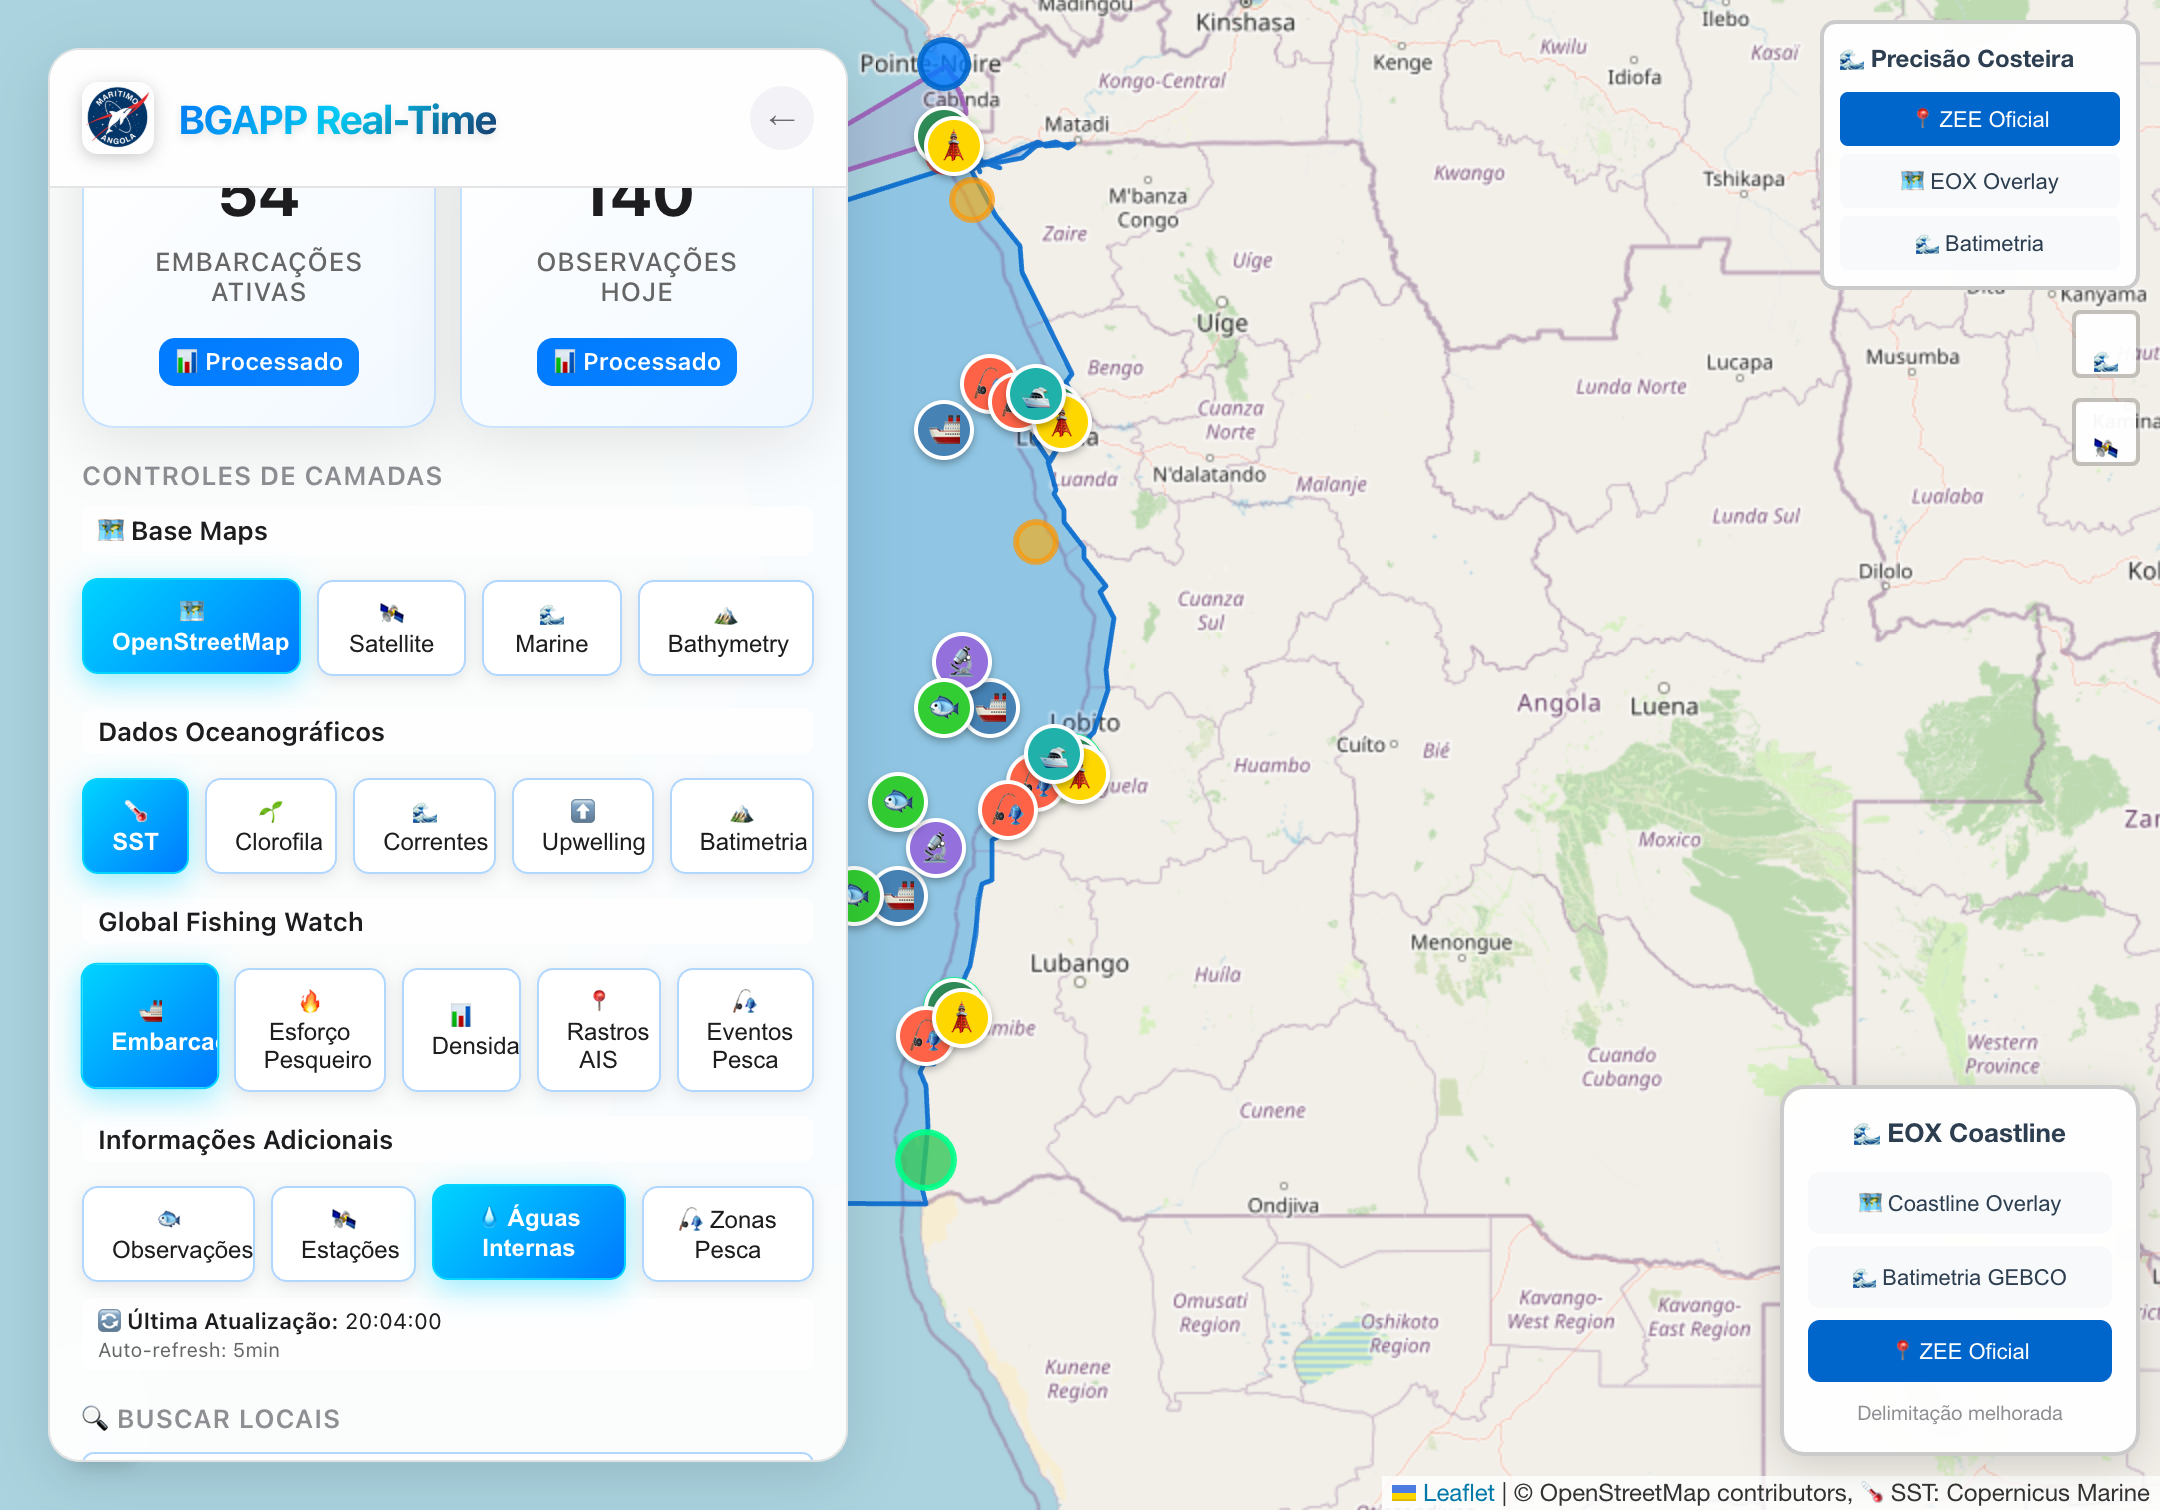 MARITIMO
ANGOLA
BGAPP Real-Time
←
54
EMBARCAÇÕES
ATIVAS
Processado
140
OBSERVAÇÕES
HOJE
Processado
CONTROLES DE CAMADAS
Base Maps
OpenStreetMap
Satellite
Marine
Bathymetry
Dados Oceanográficos
SST
Clorofila
Correntes
Upwelling
Batimetria
Global Fishing Watch
Embarca
Esforço
Pesqueiro
Densida
Rastros
AIS
Eventos
Pesca
Informações Adicionais
Observações
Estações
Águas
Internas
Zonas
Pesca
Última Atualização: 20:04:00
Auto-refresh: 5min
BUSCAR LOCAIS
Madingou
Kinshasa
Ilebo
Pointe-Noire
Kenge
Kwilu
Idiofa
Kasaï
Kongo-Central
Cabinda
Matadi
Kwango
Tshikapa
M'banza
Congo
Zaire
Uíge
Uíge
Kanyama
Bengo
Lucapa
Musumba
Lunda Norte
Cuanza
Norte
Luanda
N'dalatando
Malanje
Lualaba
Lunda Sul
Dilolo
Kol
Cuanza
Sul
Angola
Luena
Lobito
Cuíto
Bié
Huambo
guela
Moxico
Zam
Menongue
Lubango
Huíla
mibe
Cuando
Cubango
Western
Province
Cunene
Ondjiva
Omusati
Region
Oshikoto
Region
Kavango-
West Region
Kavango-
East Region
Kunene
Region
Precisão Costeira
ZEE Oficial
EOX Overlay
Batimetria
EOX Coastline
Coastline Overlay
Batimetria GEBCO
ZEE Oficial
Delimitação melhorada
Leaflet | © OpenStreetMap contributors, SST: Copernicus Marine